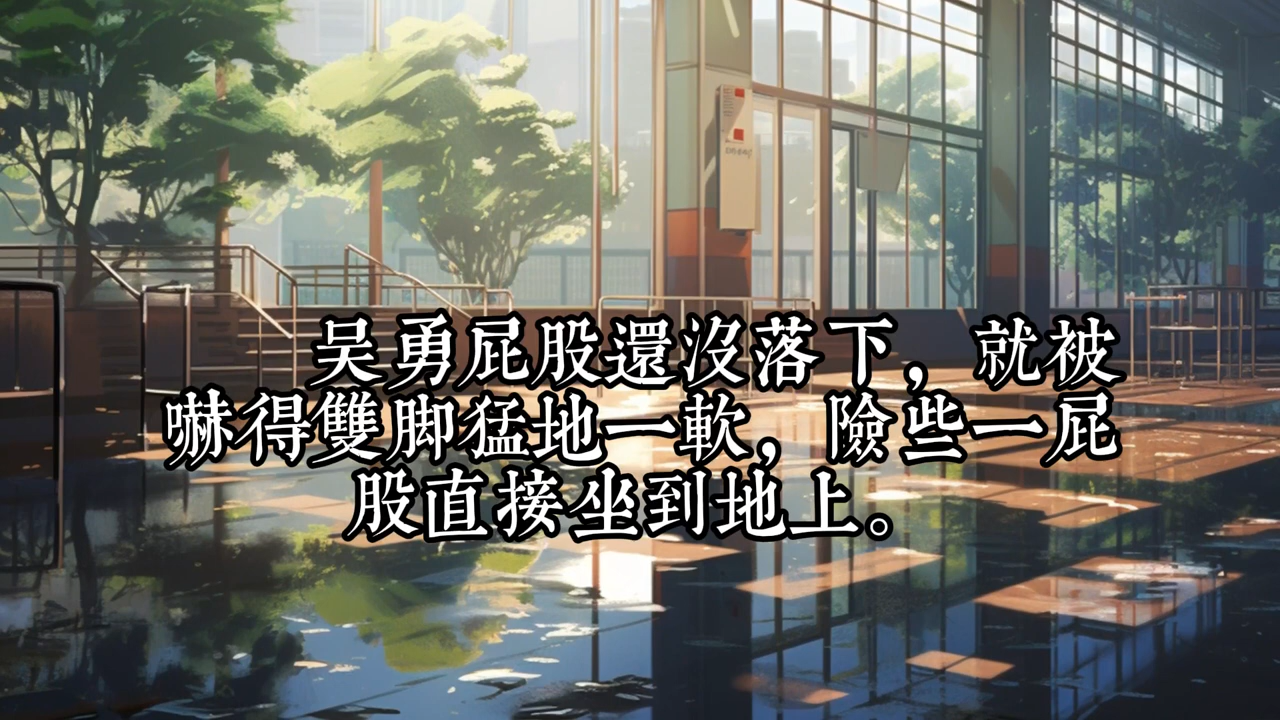 吴勇屁股還沒落下，就被
嚇得雙脚猛地一軟，險些一屁
股直接坐到地上。